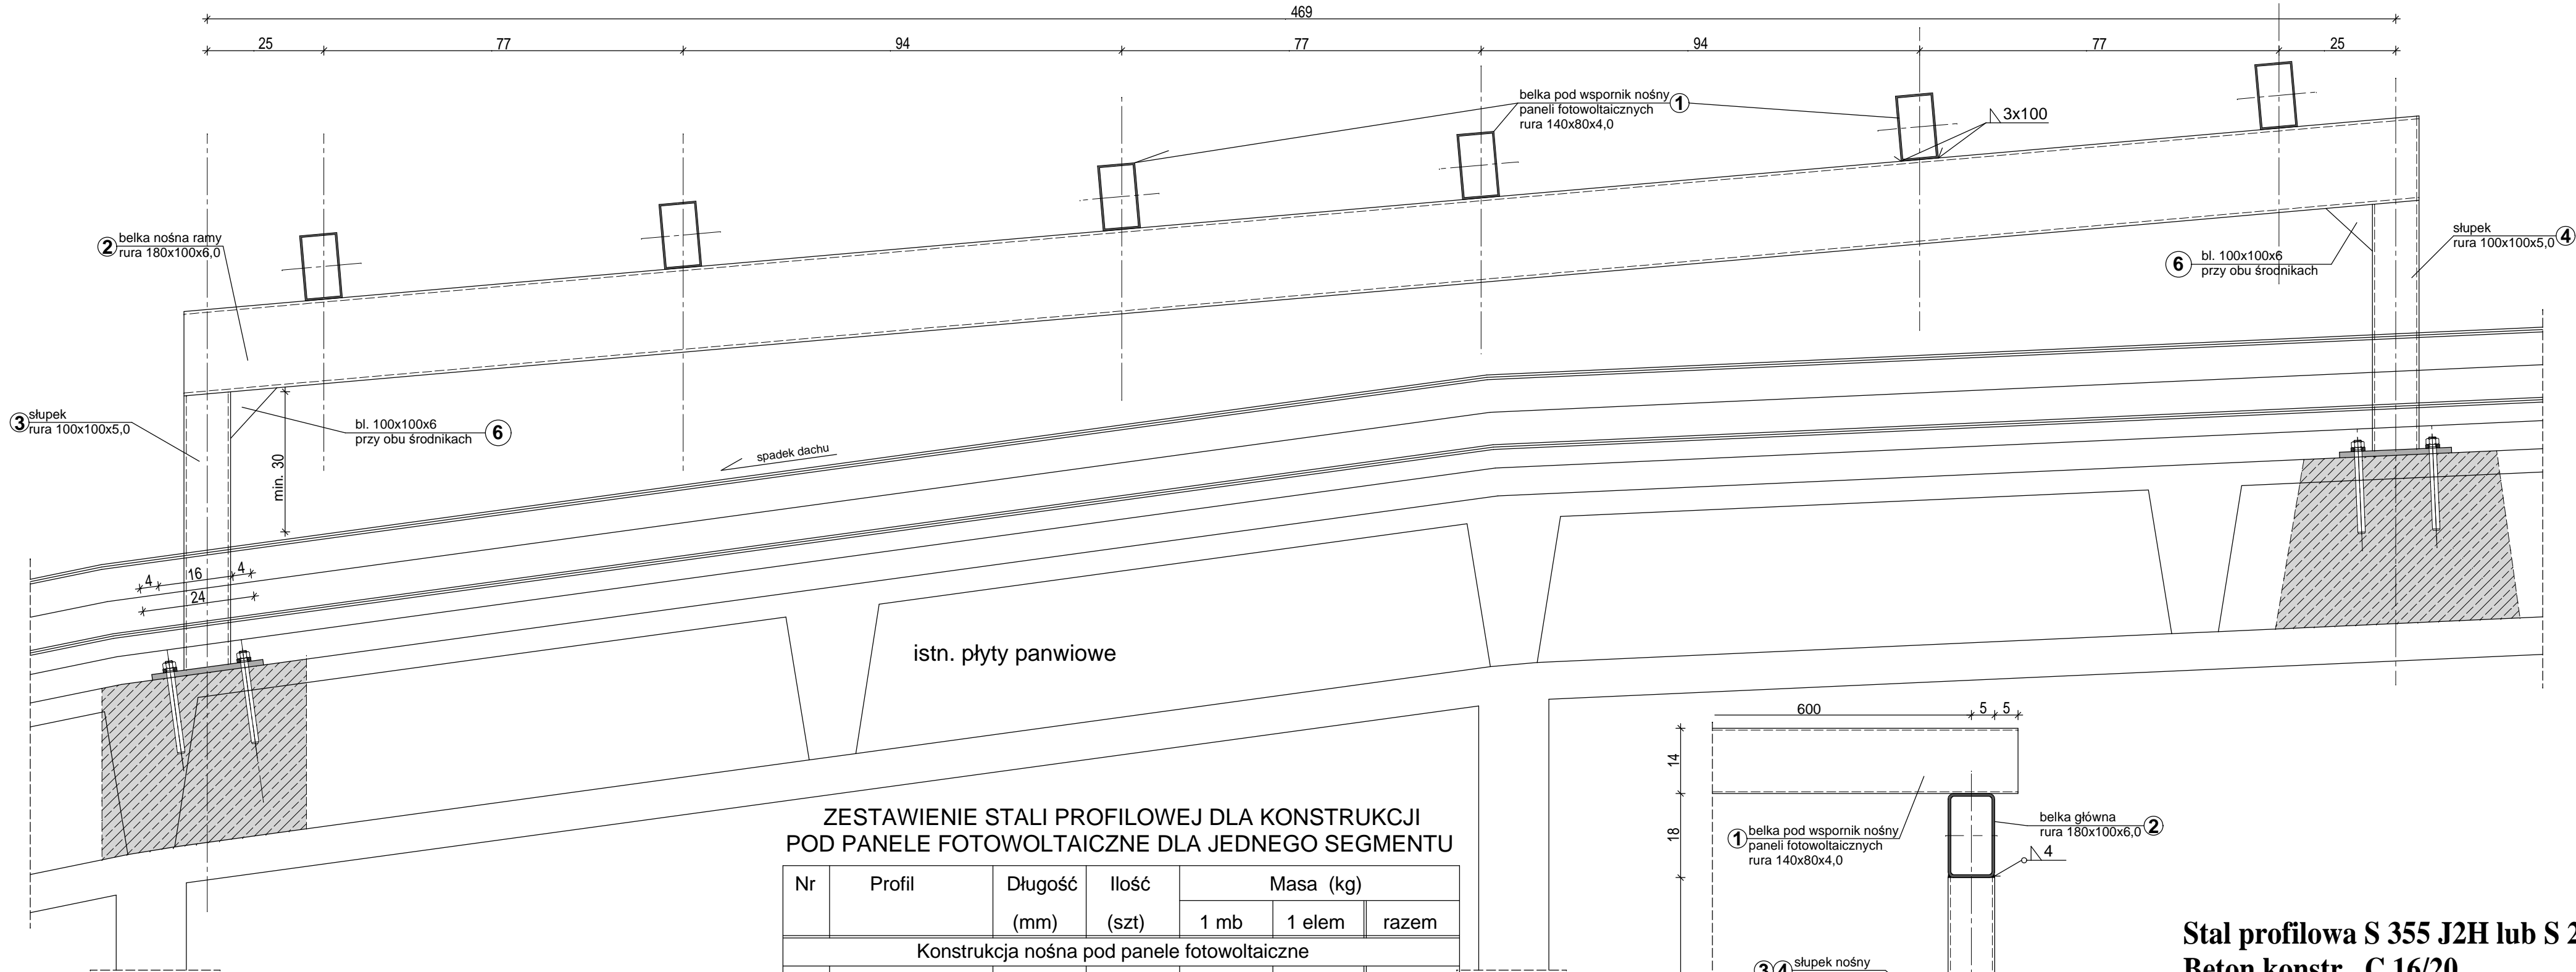 469
25
77
94
77
94
77
25
belka pod wspornik nośny
paneli fotowoltaicznych
rura 140x80x4,0
1
3x100
2
belka nośna ramy
rura 180x100x6,0
słupek
rura 100x100x5,0
4
6
bl. 100x100x6
przy obu środnikach
3
słupek
rura 100x100x5,0
bl. 100x100x6
przy obu środnikach
6
min. 30
spadek dachu
4
16
4
24
istn. płyty panwiowe
600
5
5
14
18
1
belka pod wspornik nośny
paneli fotowoltaicznych
rura 140x80x4,0
belka główna
rura 180x100x6,0
2
4
3 4
słupek nośny
ZESTAWIENIE STALI PROFILOWEJ DLA KONSTRUKCJI
POD PANELE FOTOWOLTAICZNE DLA JEDNEGO SEGMENTU
Nr Profil Długość Ilość Masa (kg)
(mm) (szt) 1 mb 1 elem razem
Konstrukcja nośna pod panele fotowoltaiczne
Stal profilowa S 355 J2H lub S 2
Beton konstr. C 16/20